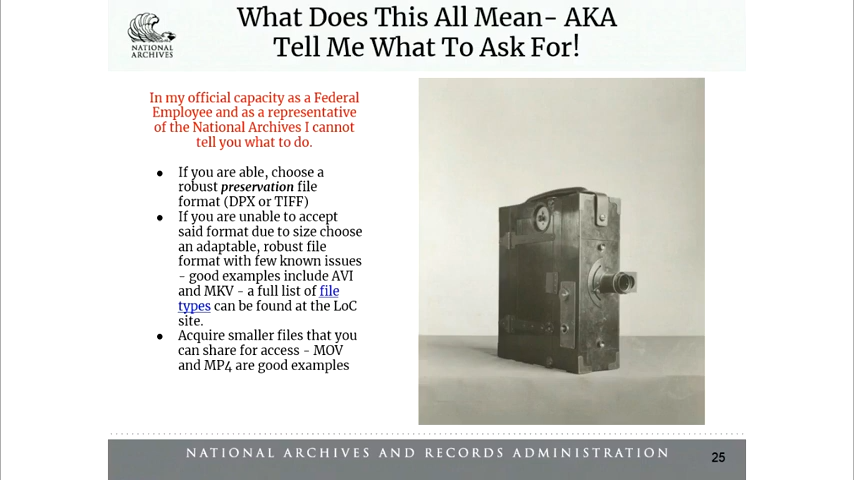 What Does This All Mean- AKA
Tell Me What To Ask For!
NATIONAL
ARCHIVES
In my official capacity as a Federal
Employee and as a representative
of the National Archives I cannot
tell you what to do.
● If you are able, choose a
robust preservation file
format (DPX or TIFF)
● If you are unable to accept
said format due to size choose
an adaptable, robust file
format with few known issues
- good examples include AVI
and MKV - a full list of file
types can be found at the LoC
site.
● Acquire smaller files that you
can share for access - MOV
and MP4 are good examples
NATIONAL ARCHIVES AND RECORDS ADMINISTRATION
25